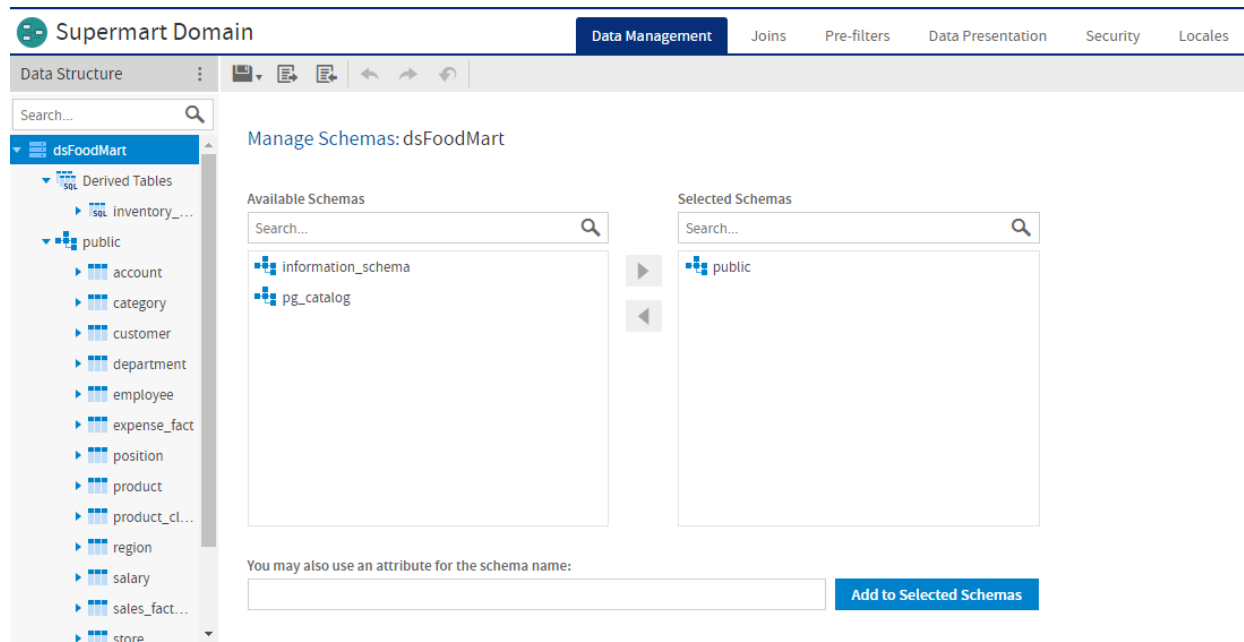 Supermart Domain
Data Management Joins Pre-filters Data Presentation Security Locales
Data Structure
Search...
dsFoodMart
Derived Tables
SQL inventory_...
public
account
category
customer
department
employee
expense_fact
position
product
product_cl...
region
salary
sales_fact...
store
Manage Schemas: dsFoodMart
Available Schemas
Search...
information_schema
pg_catalog
Selected Schemas
Search...
public
You may also use an attribute for the schema name:
Add to Selected Schemas